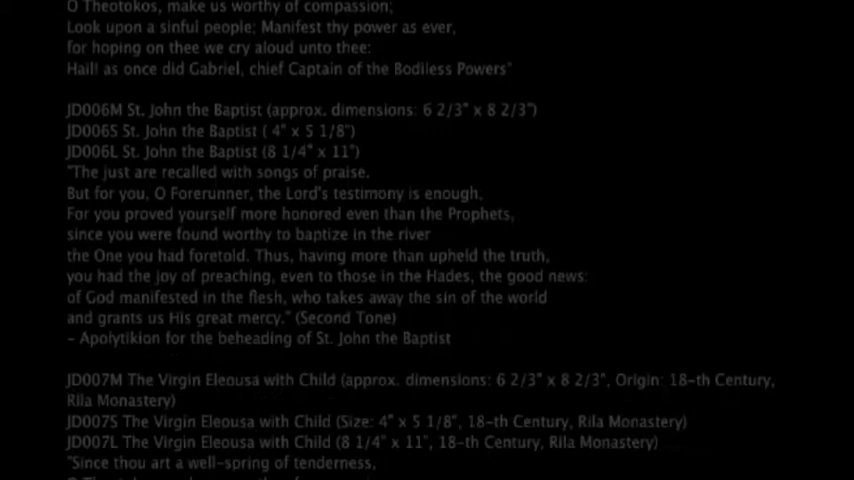 O Theotokos, make us worthy of compassion;
Look upon a sinful people; Manifest thy power as ever,
for hoping on thee we cry aloud unto thee:
Hail! as once did Gabriel, chief Captain of the Bodiless Powers"
JD006M St. John the Baptist (approx. dimensions: 6 2/3" x 8 2/3")
JD006S St. John the Baptist ( 4" x 5 1/8")
JD006L St. John the Baptist (8 1/4" x 11")
"The just are recalled with songs of praise.
But for you, O Forerunner, the Lord's testimony is enough;
For you proved yourself more honored even than the Prophets,
since you were found worthy to baptize in the river
the One you had foretold. Thus, having more than upheld the truth,
you had the joy of preaching, even to those in the Hades, the good news:
of God manifested in the flesh, who takes away the sin of the world
and grants us His great mercy." (Second Tone)
- Apolytikion for the beheading of St. John the Baptist
JD007M The Virgin Eleousa with Child (approx. dimensions: 6 2/3" x 8 2/3", Origin: 18-th Century,
Rila Monastery)
JD007S The Virgin Eleousa with Child (Size: 4" x 5 1/8", 18-th Century, Rila Monastery)
JD007L The Virgin Eleousa with Child (8 1/4" x 11", 18-th Century, Rila Monastery)
"Since thou art a well-spring of tenderness,